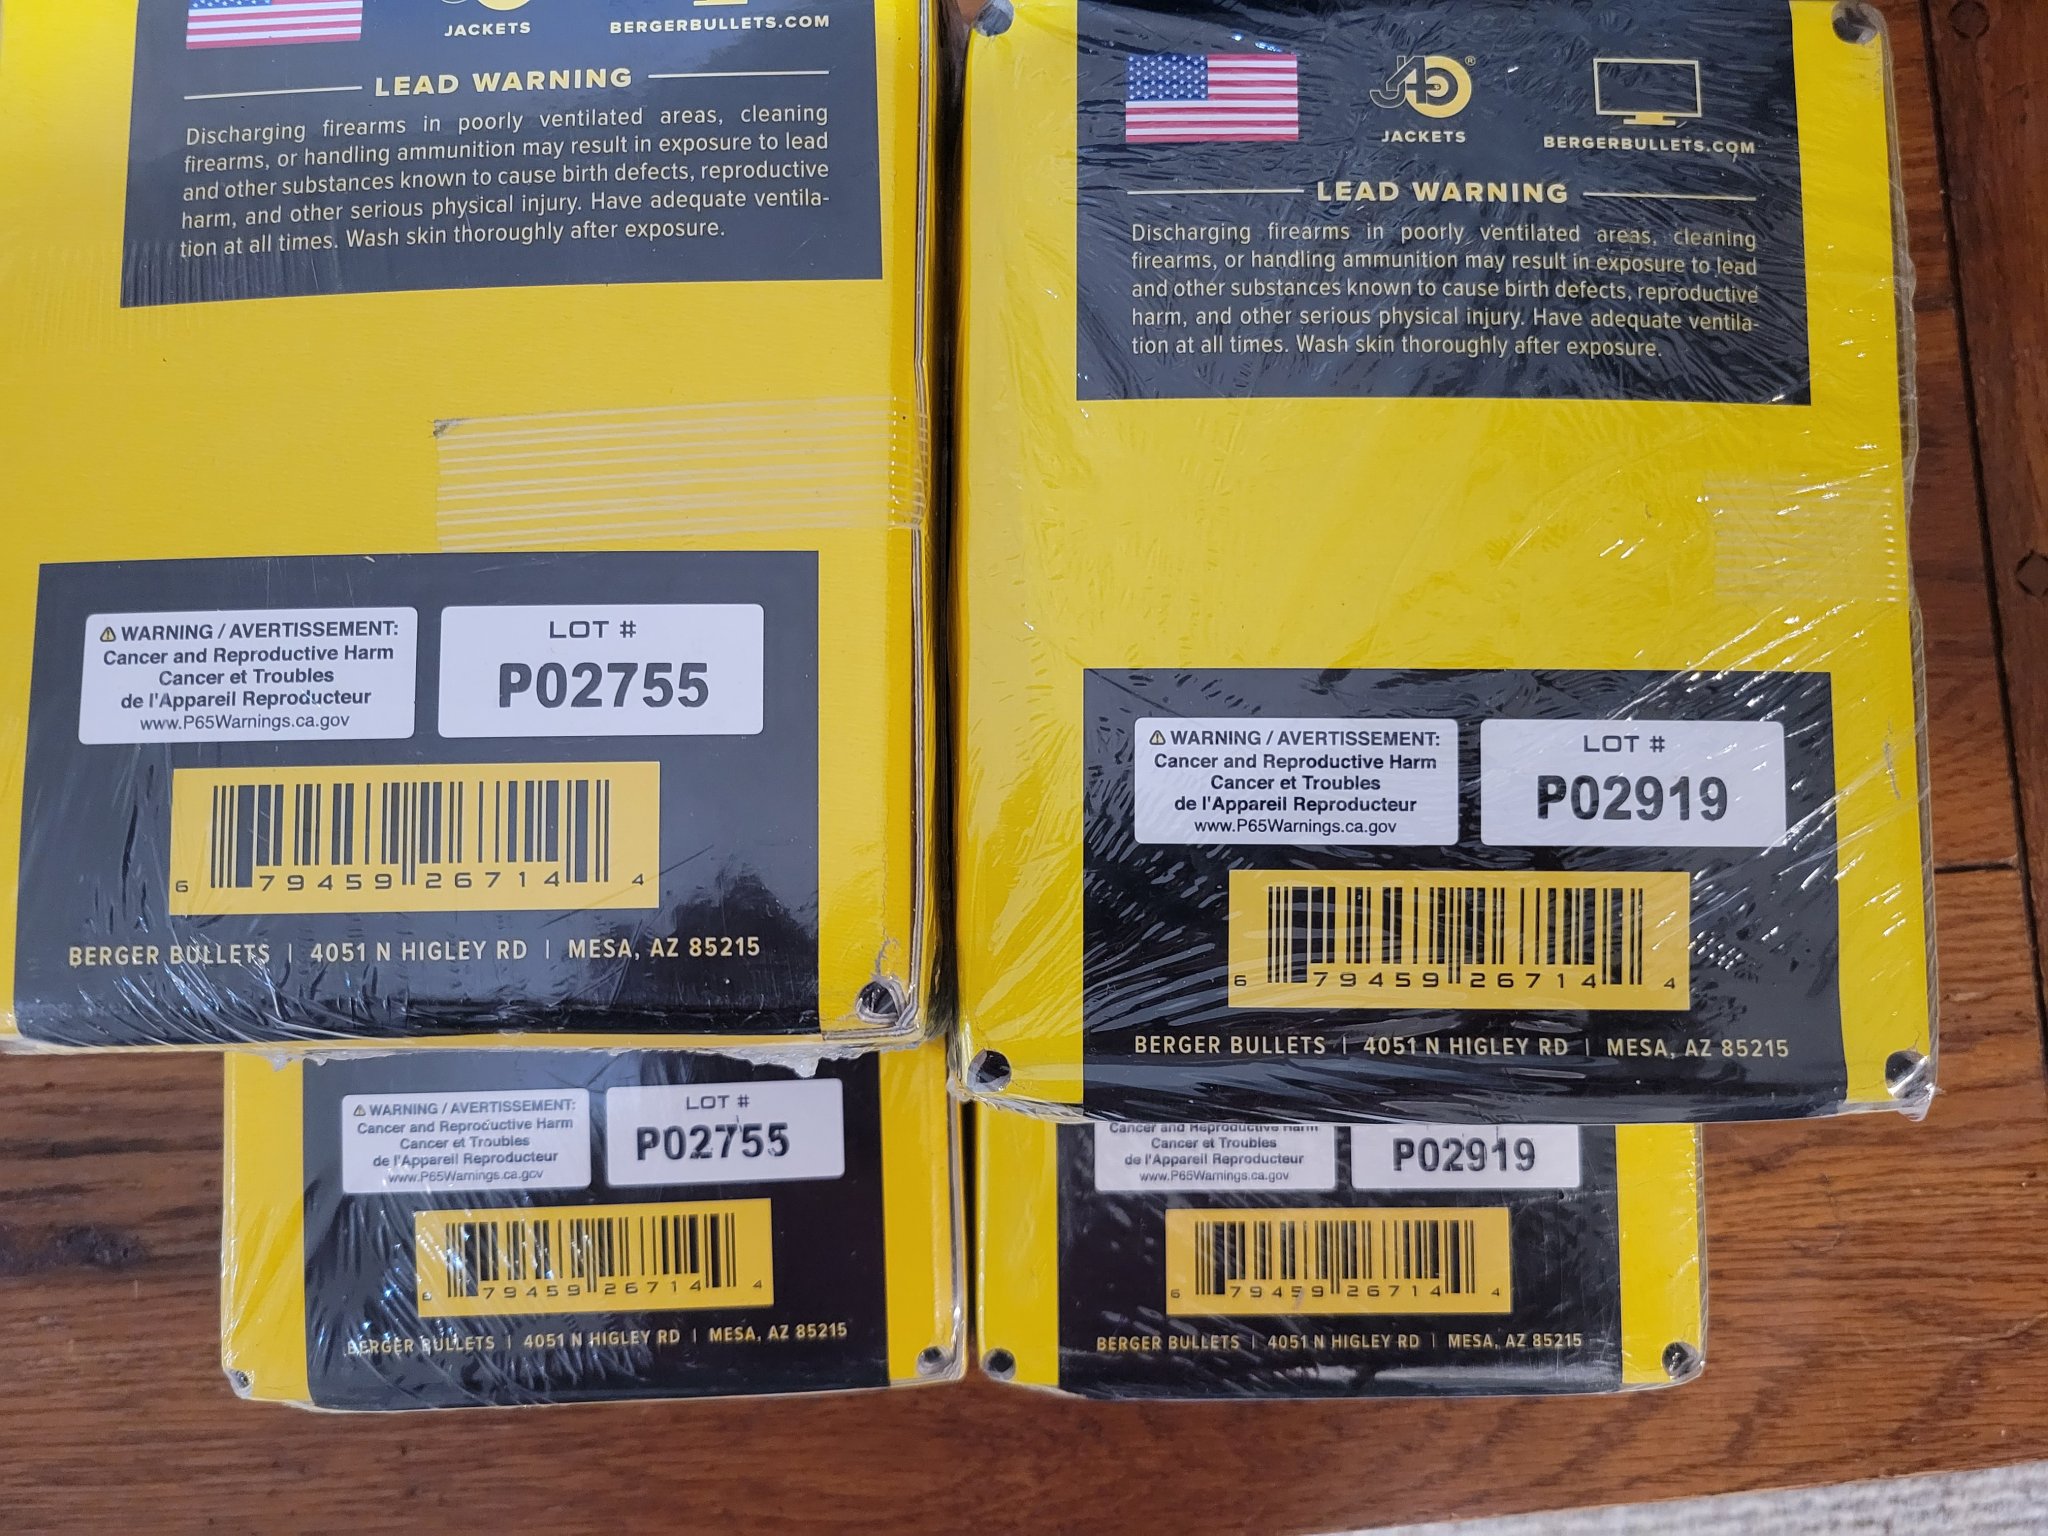 JACKETS
BERGERBULLETS.COM
LEAD WARNING
Discharging firearms in poorly ventilated areas, cleaning
firearms, or handling ammunition may result in exposure to lead
and other substances known to cause birth defects, reproductive
harm, and other serious physical injury. Have adequate ventila-
tion at all times. Wash skin thoroughly after exposure.
WARNING / AVERTISSEMENT:
Cancer and Reproductive Harm
Cancer et Troubles
de l'Appareil Reproducteur
www.P65Warnings.ca.gov
LOT #
P02755
6 79459 26714 4
BERGER BULLETS | 4051 N HIGLEY RD | MESA, AZ 85215
J4 ®
JACKETS
BERGERBULLETS.COM
LEAD WARNING
Discharging firearms in poorly ventilated areas, cleaning
firearms, or handling ammunition may result in exposure to lead
and other substances known to cause birth defects, reproductive
harm, and other serious physical injury. Have adequate ventila-
tion at all times. Wash skin thoroughly after exposure.
WARNING / AVERTISSEMENT:
Cancer and Reproductive Harm
Cancer et Troubles
de l'Appareil Reproducteur
www.P65Warnings.ca.gov
LOT #
P02919
6 79459 26714 4
BERGER BULLETS | 4051 N HIGLEY RD | MESA, AZ 85215
WARNING / AVERTISSEMENT:
Cancer and Reproductive Harm
Cancer et Troubles
de l'Appareil Reproducteur
www.P65Warnings.ca.gov
LOT #
P02755
6 79459 26714 4
BERGER BULLETS | 4051 N HIGLEY RD | MESA, AZ 85215
Cancer and Reproductive Harm
Cancer et Troubles
de l'Appareil Reproducteur
www.P65Warnings.ca.gov
P02919
6 79459 26714 4
BERGER BULLETS | 4051 N HIGLEY RD | MESA, AZ 85215